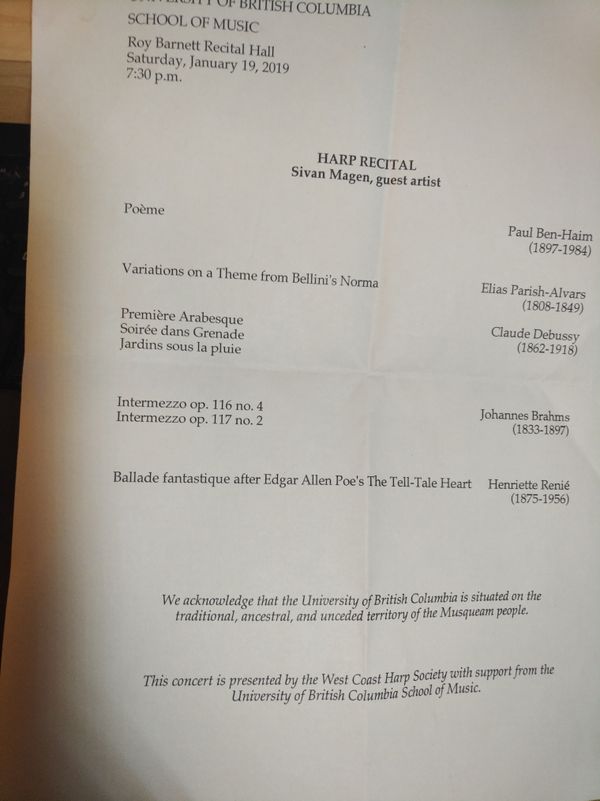 UNIVERSITY OF BRITISH COLUMBIA
SCHOOL OF MUSIC
Roy Barnett Recital Hall
Saturday, January 19, 2019
7:30 p.m.
HARP RECITAL
Sivan Magen, guest artist
Poème
Paul Ben-Haim
(1897-1984)
Variations on a Theme from Bellini's Norma
Elias Parish-Alvars
(1808-1849)
Première Arabesque
Soirée dans Grenade
Jardins sous la pluie
Claude Debussy
(1862-1918)
Intermezzo op. 116 no. 4
Intermezzo op. 117 no. 2
Johannes Brahms
(1833-1897)
Ballade fantastique after Edgar Allen Poe's The Tell-Tale Heart
Henriette Renié
(1875-1956)
We acknowledge that the University of British Columbia is situated on the
traditional, ancestral, and unceded territory of the Musqueam people.
This concert is presented by the West Coast Harp Society with support from the
University of British Columbia School of Music.